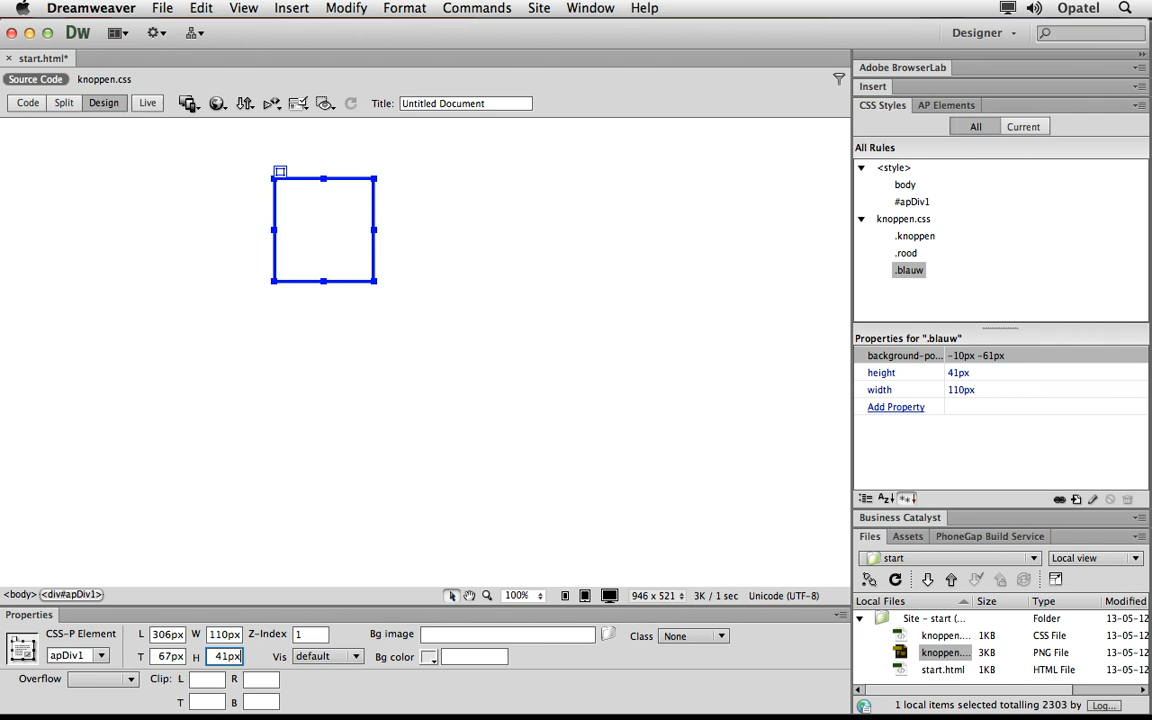 Dreamweaver File Edit View Insert Modify Format Commands Site Window Help Opatel
Dw Designer
× start.html*
Source Code knoppen.css
Code Split Design Live Title: Untitled Document
Adobe BrowserLab
Insert
CSS Styles AP Elements
All Current
All Rules
<style>
body
#apDiv1
knoppen.css
.knoppen
.rood
.blauw
Properties for ".blauw"
background-po... -10px -61px
height 41px
width 110px
Add Property
Business Catalyst
Files Assets PhoneGap Build Service
start Local view
Local Files Size Type Modified
Site - start (... Folder 13-05-12
knoppen.... 1KB CSS File 13-05-12
knoppen.... 3KB PNG File 13-05-12
start.html 1KB HTML File 13-05-12
1 local items selected totalling 2303 by Log...
<body> <div#apDiv1> 100% 946 x 521 3K / 1 sec Unicode (UTF-8)
Properties
CSS-P Element L 306px W 110px Z-Index 1 Bg image Class None
apDiv1 T 67px H 41px Vis default Bg color
Overflow Clip: L R
T B